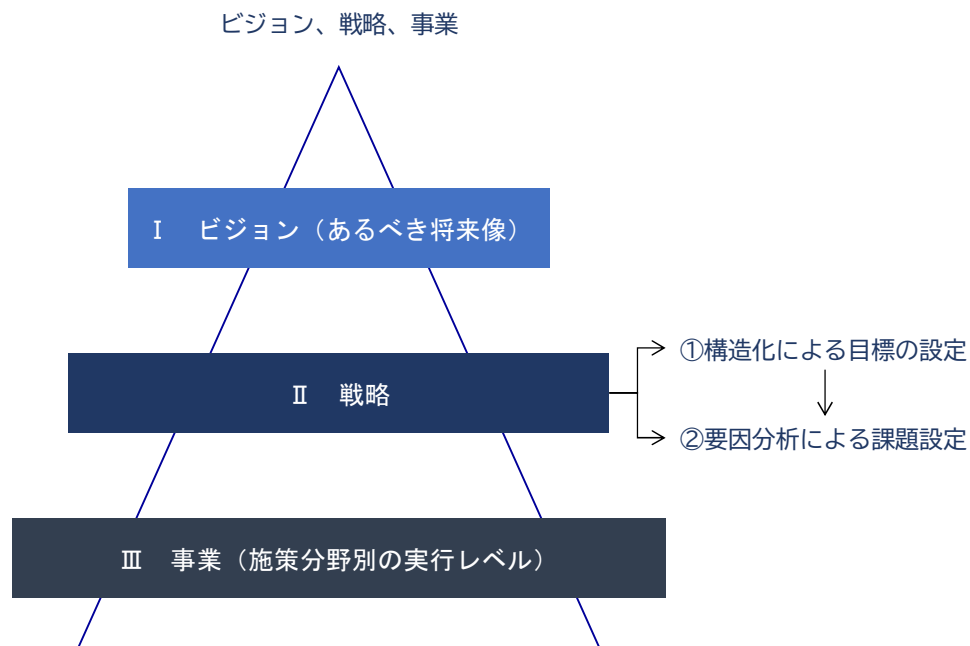 ビジョン、戦略、事業
Ⅰ　ビジョン（あるべき将来像）
Ⅱ　戦略
①構造化による目標の設定
②要因分析による課題設定
Ⅲ　事業（施策分野別の実行レベル）